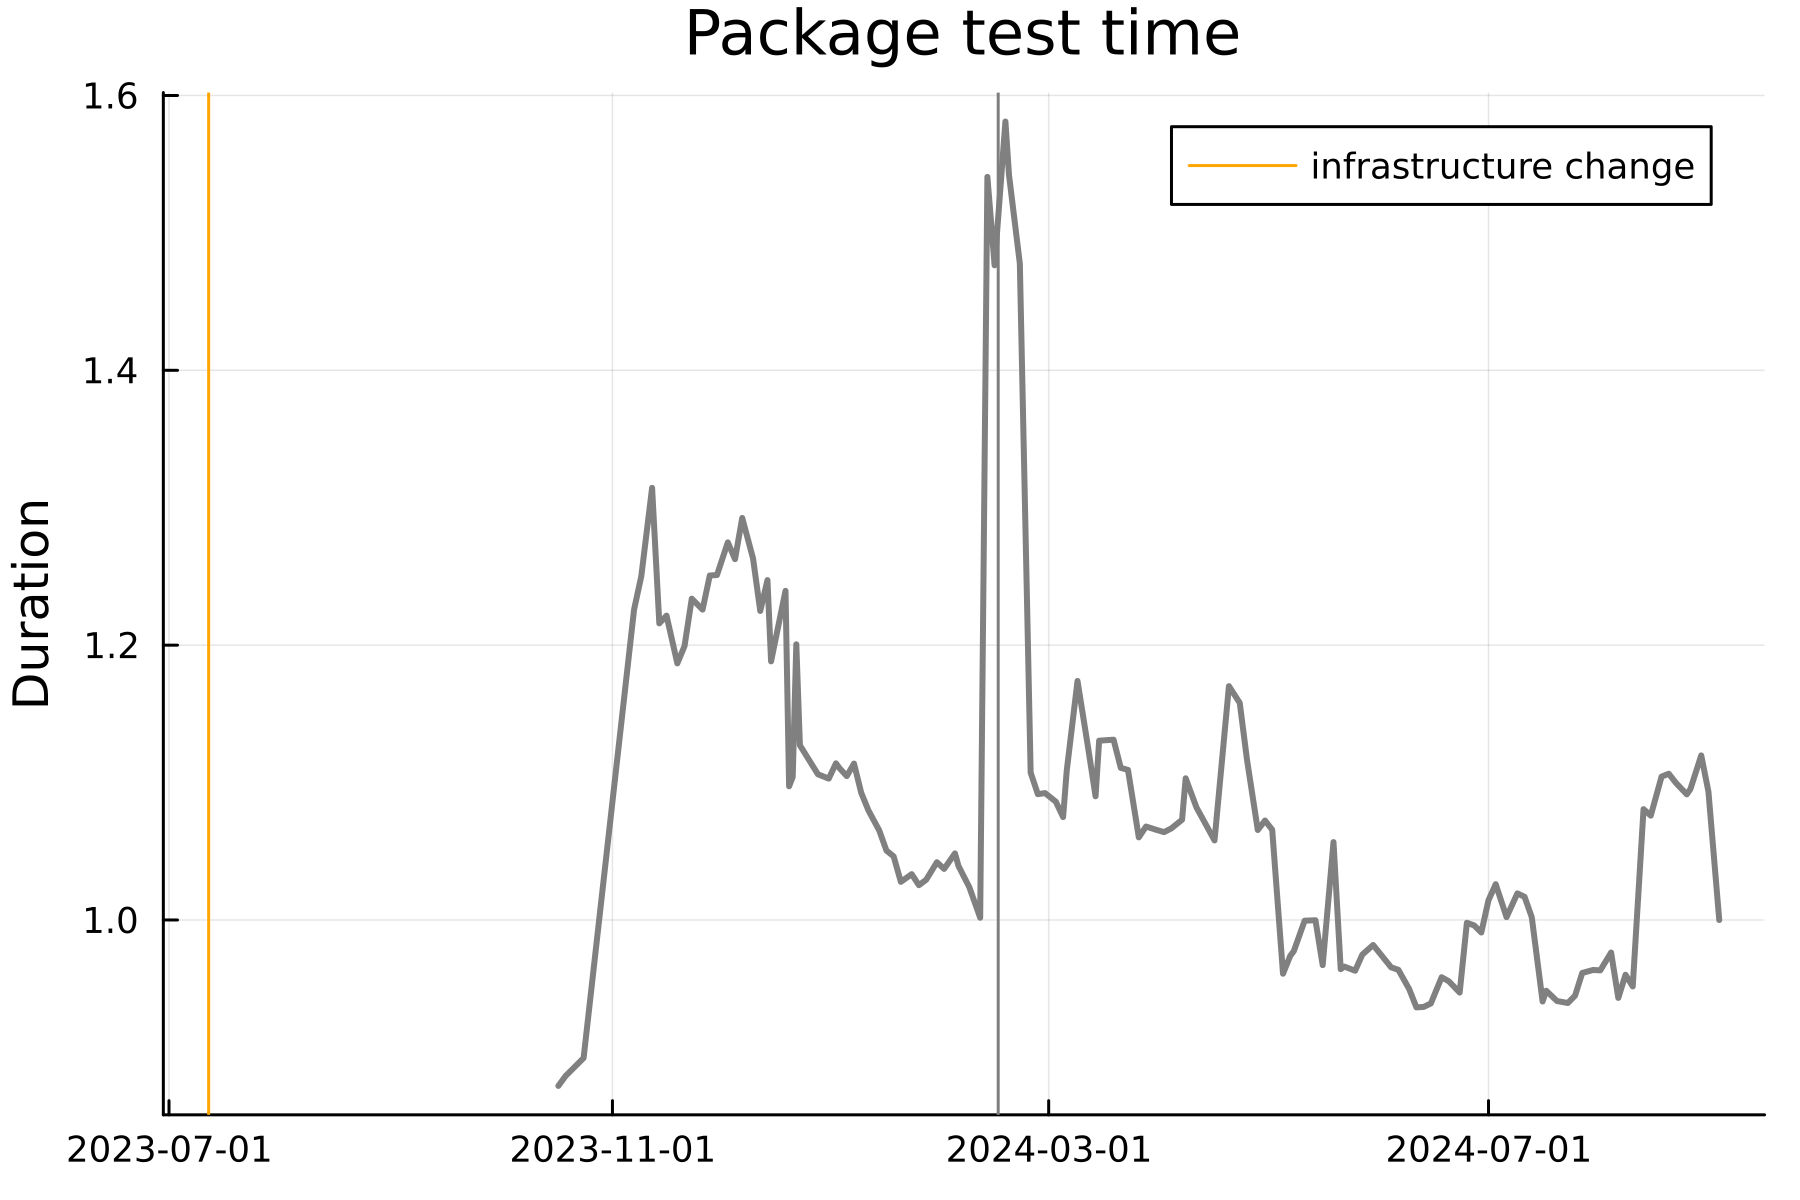 Package test time
1.6
infrastructure change
1.4
1.2
1.0
Duration
2023-07-01 2023-11-01 2024-03-01 2024-07-01